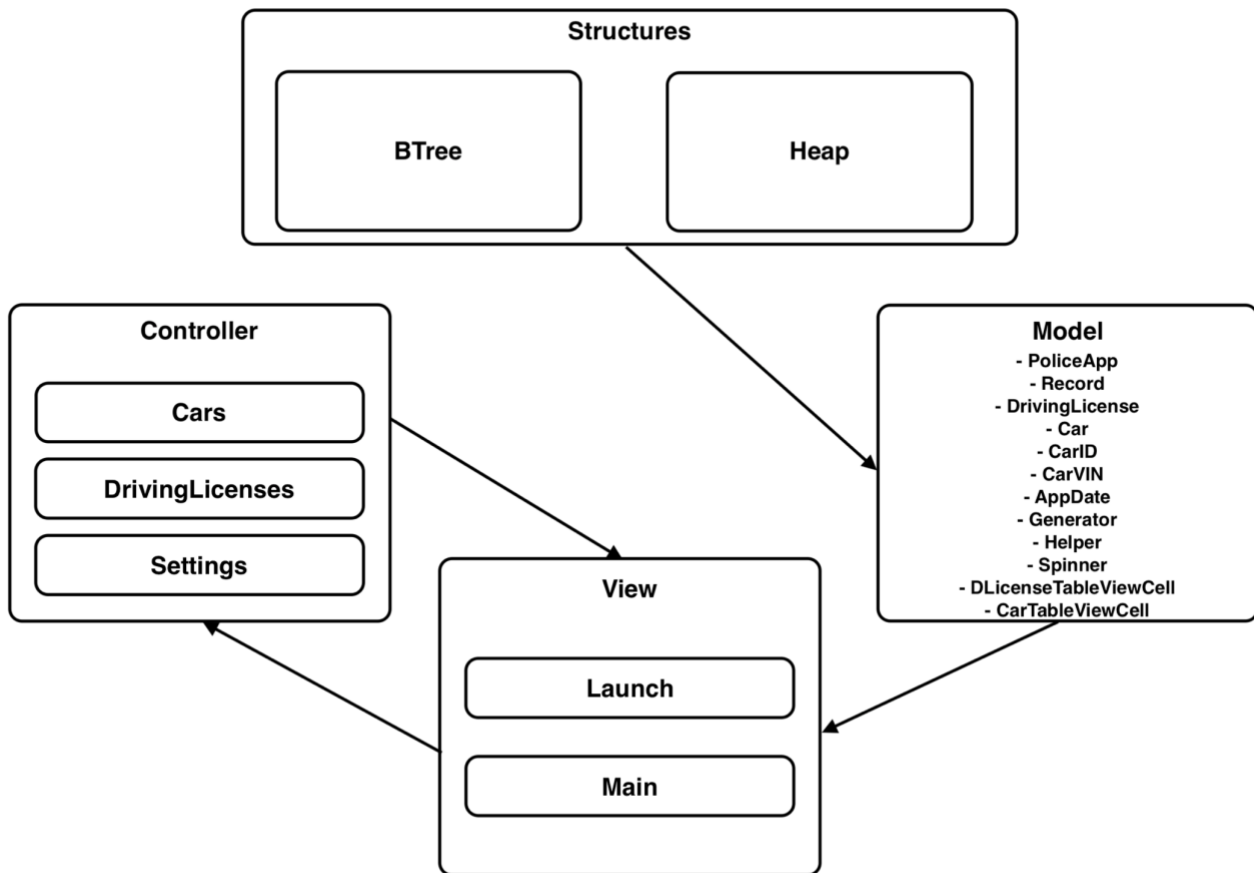 Structures
BTree
Heap
Controller
Cars
DrivingLicenses
Settings
Model
- PoliceApp
- Record
- DrivingLicense
- Car
- CarID
- CarVIN
- AppDate
- Generator
- Helper
- Spinner
- DLicenseTableViewCell
- CarTableViewCell
View
Launch
Main